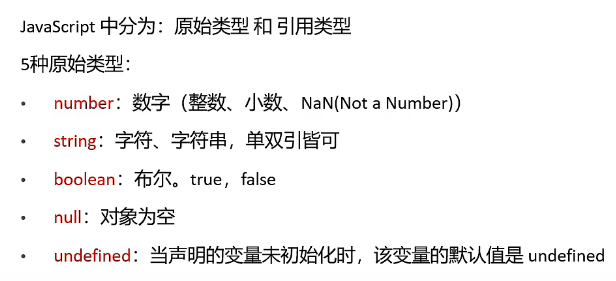 JavaScript 中分为：原始类型 和 引用类型
5种原始类型：
• number：数字（整数、小数、NaN(Not a Number)）
• string：字符、字符串，单双引皆可
• boolean：布尔。true，false
• null：对象为空
• undefined：当声明的变量未初始化时，该变量的默认值是 undefined